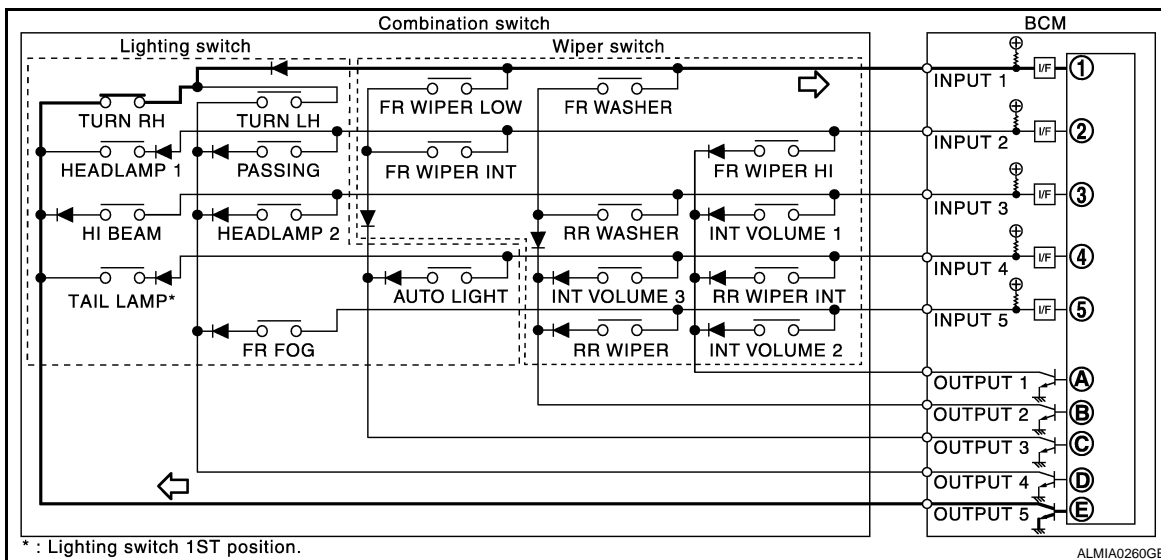 Combination switch
BCM
Lighting switch
Wiper switch
INPUT 1
I/F
1
TURN RH
TURN LH
FR WIPER LOW
FR WASHER
INPUT 2
I/F
2
HEADLAMP 1
PASSING
FR WIPER INT
FR WIPER HI
INPUT 3
I/F
3
HI BEAM
HEADLAMP 2
RR WASHER
INT VOLUME 1
INPUT 4
I/F
4
TAIL LAMP*
AUTO LIGHT
INT VOLUME 3
RR WIPER INT
INPUT 5
I/F
5
FR FOG
RR WIPER
INT VOLUME 2
OUTPUT 1
A
OUTPUT 2
B
OUTPUT 3
C
OUTPUT 4
D
OUTPUT 5
E
* : Lighting switch 1ST position.
ALMIA0260GB